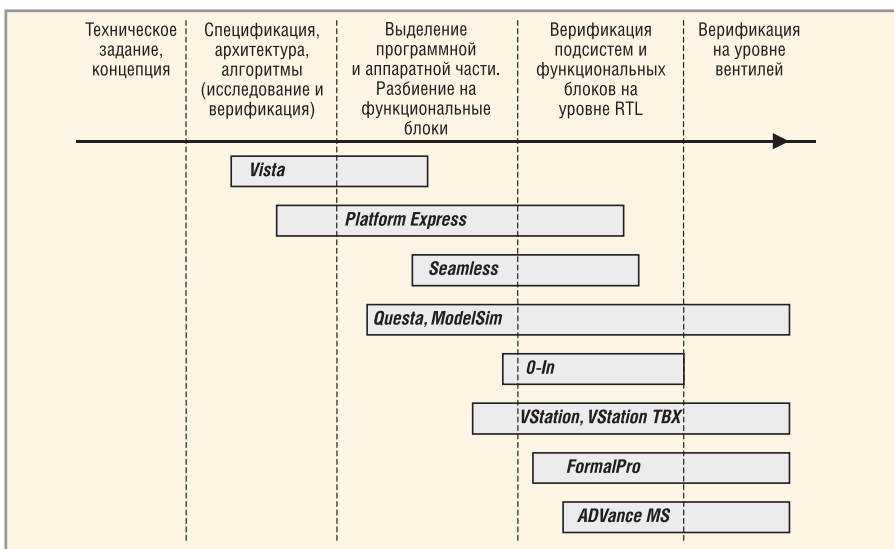 Техническое
задание,
концепция
Спецификация,
архитектура,
алгоритмы
(исследование и
верификация)
Выделение
программной
и аппаратной части.
Разбиение на
функциональные
блоки
Верификация
подсистем и
функциональных
блоков на
уровне RTL
Верификация
на уровне
вентилей
Vista
Platform Express
Seamless
Questa, ModelSim
0-In
VStation, VStation TBX
FormalPro
ADVance MS